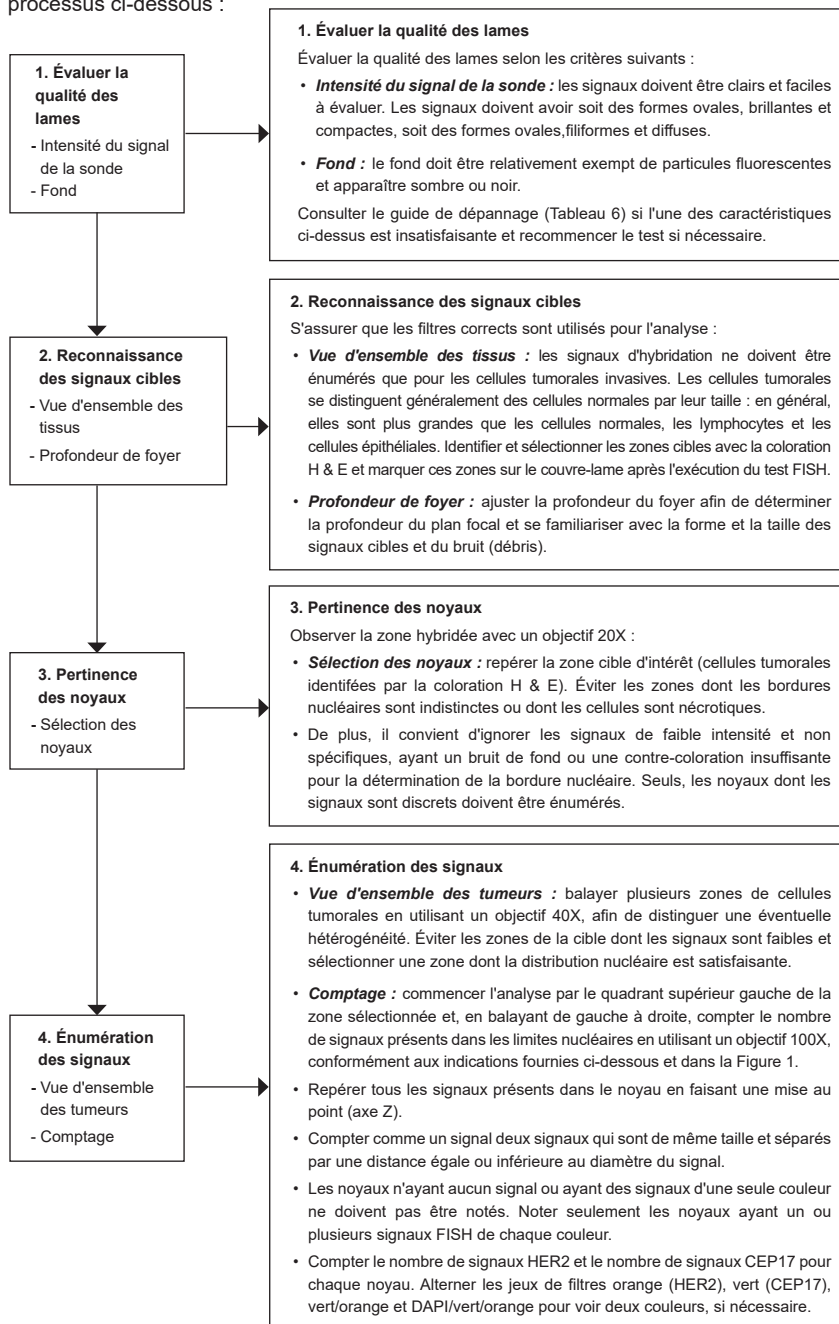 processus ci-dessous :
1. Évaluer la
qualité des
lames
- Intensité du signal
de la sonde
- Fond
1. Évaluer la qualité des lames
Évaluer la qualité des lames selon les critères suivants :
• Intensité du signal de la sonde : les signaux doivent être clairs et faciles
à évaluer. Les signaux doivent avoir soit des formes ovales, brillantes et
compactes, soit des formes ovales,filiformes et diffuses.
• Fond : le fond doit être relativement exempt de particules fluorescentes
et apparaître sombre ou noir.
Consulter le guide de dépannage (Tableau 6) si l'une des caractéristiques
ci-dessus est insatisfaisante et recommencer le test si nécessaire.
2. Reconnaissance
des signaux cibles
- Vue d'ensemble des
tissus
- Profondeur de foyer
2. Reconnaissance des signaux cibles
S'assurer que les filtres corrects sont utilisés pour l'analyse :
• Vue d'ensemble des tissus : les signaux d'hybridation ne doivent être
énumérés que pour les cellules tumorales invasives. Les cellules tumorales
se distinguent généralement des cellules normales par leur taille : en général,
elles sont plus grandes que les cellules normales, les lymphocytes et les
cellules épithéliales. Identifier et sélectionner les zones cibles avec la coloration
H & E et marquer ces zones sur le couvre-lame après l'exécution du test FISH.
• Profondeur de foyer : ajuster la profondeur du foyer afin de déterminer
la profondeur du plan focal et se familiariser avec la forme et la taille des
signaux cibles et du bruit (débris).
3. Pertinence
des noyaux
- Sélection des
noyaux
3. Pertinence des noyaux
Observer la zone hybridée avec un objectif 20X :
• Sélection des noyaux : repérer la zone cible d'intérêt (cellules tumorales
identifiées par la coloration H & E). Éviter les zones dont les bordures
nucléaires sont indistinctes ou dont les cellules sont nécrotiques.
• De plus, il convient d'ignorer les signaux de faible intensité et non
spécifiques, ayant un bruit de fond ou une contre-coloration insuffisante
pour la détermination de la bordure nucléaire. Seuls, les noyaux dont les
signaux sont discrets doivent être énumérés.
4. Énumération
des signaux
- Vue d'ensemble
des tumeurs
- Comptage
4. Énumération des signaux
• Vue d'ensemble des tumeurs : balayer plusieurs zones de cellules
tumorales en utilisant un objectif 40X, afin de distinguer une éventuelle
hétérogénéité. Éviter les zones de la cible dont les signaux sont faibles et
sélectionner une zone dont la distribution nucléaire est satisfaisante.
• Comptage : commencer l'analyse par le quadrant supérieur gauche de la
zone sélectionnée et, en balayant de gauche à droite, compter le nombre
de signaux présents dans les limites nucléaires en utilisant un objectif 100X,
conformément aux indications fournies ci-dessous et dans la Figure 1.
• Repérer tous les signaux présents dans le noyau en faisant une mise au
point (axe Z).
• Compter comme un signal deux signaux qui sont de même taille et séparés
par une distance égale ou inférieure au diamètre du signal.
• Les noyaux n'ayant aucun signal ou ayant des signaux d'une seule couleur
ne doivent pas être notés. Noter seulement les noyaux ayant un ou
plusieurs signaux FISH de chaque couleur.
• Compter le nombre de signaux HER2 et le nombre de signaux CEP17 pour
chaque noyau. Alterner les jeux de filtres orange (HER2), vert (CEP17),
vert/orange et DAPI/vert/orange pour voir deux couleurs, si nécessaire.